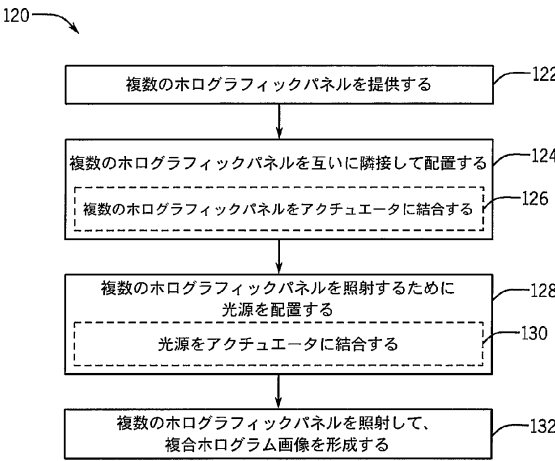 120
複数のホログラフィックパネルを提供する
122
複数のホログラフィックパネルを互いに隣接して配置する
124
複数のホログラフィックパネルをアクチュエータに結合する
126
複数のホログラフィックパネルを照射するために
光源を配置する
128
光源をアクチュエータに結合する
130
複数のホログラフィックパネルを照射して、
複合ホログラム画像を形成する
132